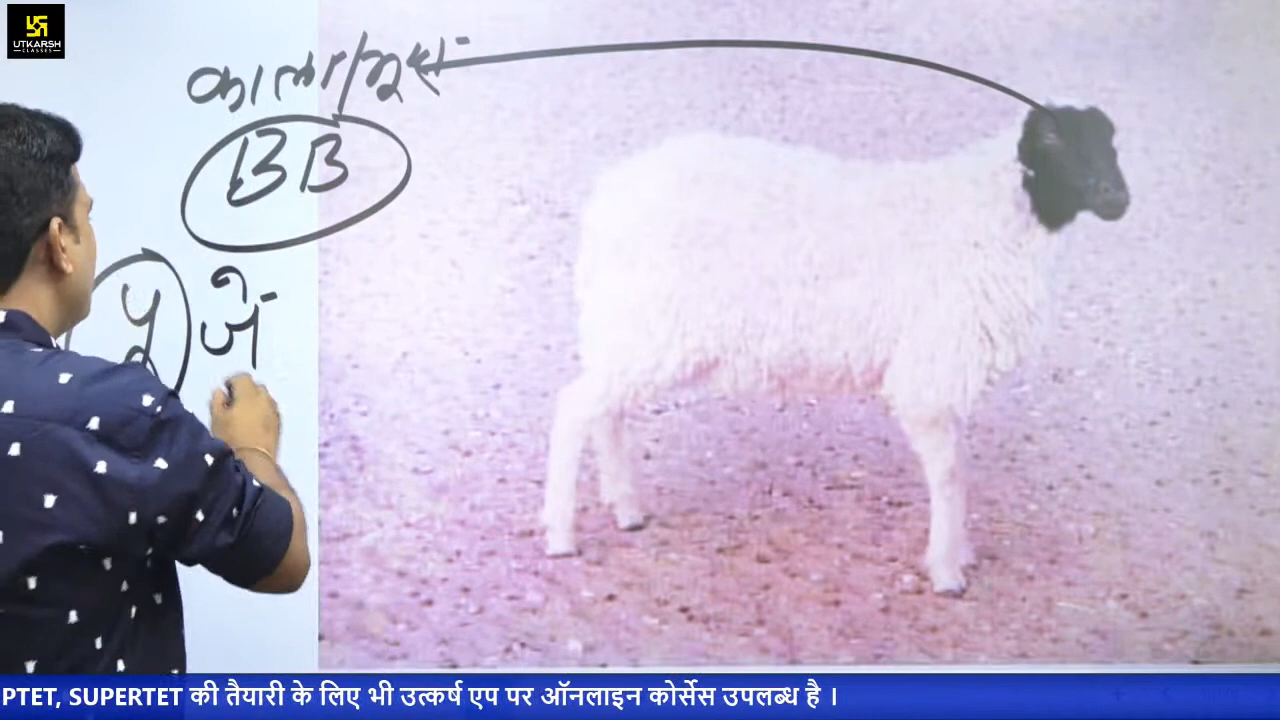 UTKARSH
CLASSES
काला/भूरा
BB
पू जै
PTET, SUPERTET की तैयारी के लिए भी उत्कर्ष एप पर ऑनलाइन कोर्सेस उपलब्ध है ।